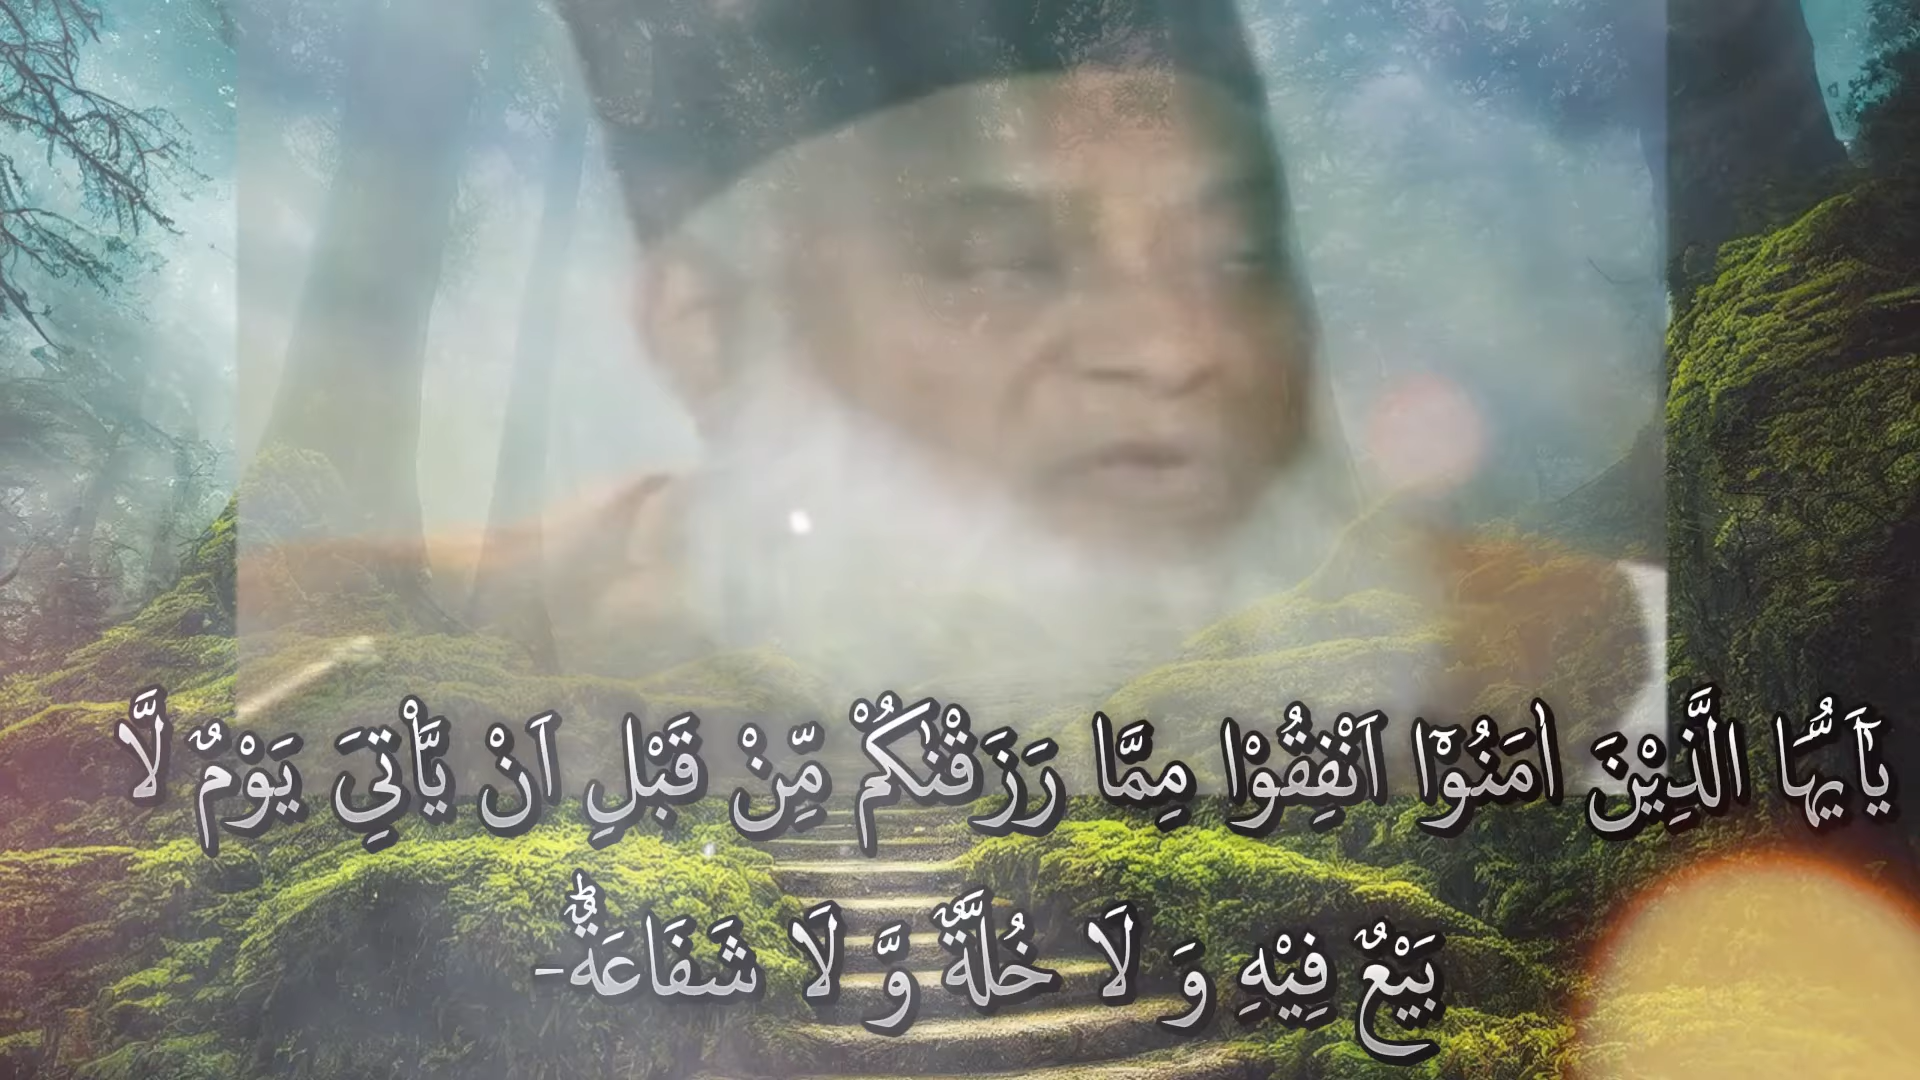 یٰۤاَیُّهَا الَّذِیْنَ اٰمَنُوْۤا اَنْفِقُوْا مِمَّا رَزَقْنٰكُمْ مِّنْ قَبْلِ اَنْ یَّاْتِیَ یَوْمٌ لَّا
بَیْعٌ فِیْهِ وَ لَا خُلَّةٌ وَّ لَا شَفَاعَةٌؕ-